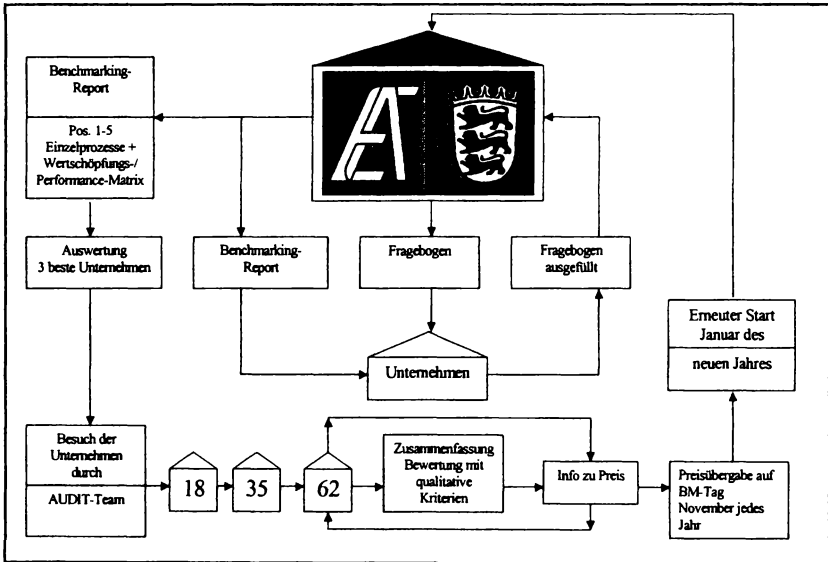 Benchmarking-
Report
Pos. 1-5
Einzelprozesse +
Wertschöpfungs-/
Performance-Matrix
Auswertung
3 beste Unternehmen
Benchmarking-
Report
Fragebogen
Fragebogen
ausgefüllt
Unternehmen
Erneuter Start
Januar des
neuen Jahres
Besuch der
Unternehmen
durch
AUDIT-Team
18
35
62
Zusammenfassung
Bewertung mit
qualitative
Kriterien
Info zu Preis
Preisübergabe auf
BM-Tag
November jedes
Jahr